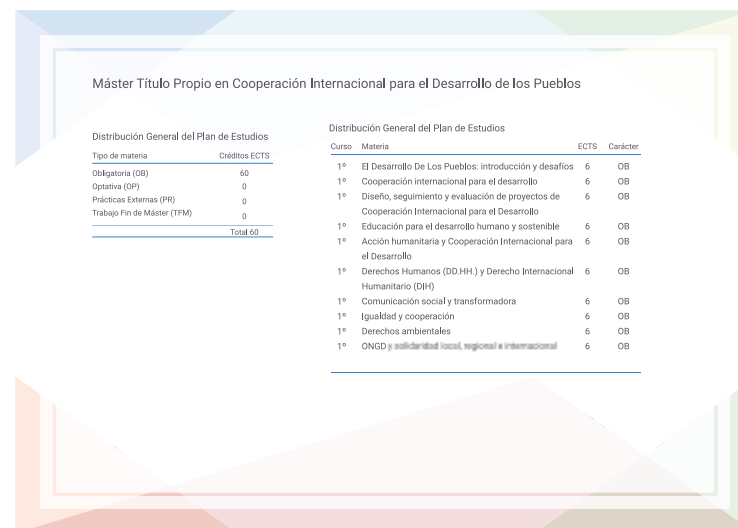 Máster Título Propio en Cooperación Internacional para el Desarrollo de los Pueblos
Distribución General del Plan de Estudios
Tipo de materia Créditos ECTS
Obligatoria (OB) 60
Optativa (OP) 0
Prácticas Externas (PR) 0
Trabajo Fin de Máster (TFM) 0
Total 60
Distribución General del Plan de Estudios
Curso Materia ECTS Carácter
1º El Desarrollo De Los Pueblos: introducción y desafíos 6 OB
1º Cooperación internacional para el desarrollo 6 OB
1º Diseño, seguimiento y evaluación de proyectos de 6 OB
Cooperación Internacional para el Desarrollo
1º Educación para el desarrollo humano y sostenible 6 OB
1º Acción humanitaria y Cooperación Internacional para 6 OB
el Desarrollo
1º Derechos Humanos (DD.HH.) y Derecho Internacional 6 OB
Humanitario (DIH)
1º Comunicación social y transformadora 6 OB
1º Igualdad y cooperación 6 OB
1º Derechos ambientales 6 OB
1º ONGD y solidaridad local, regional e internacional 6 OB